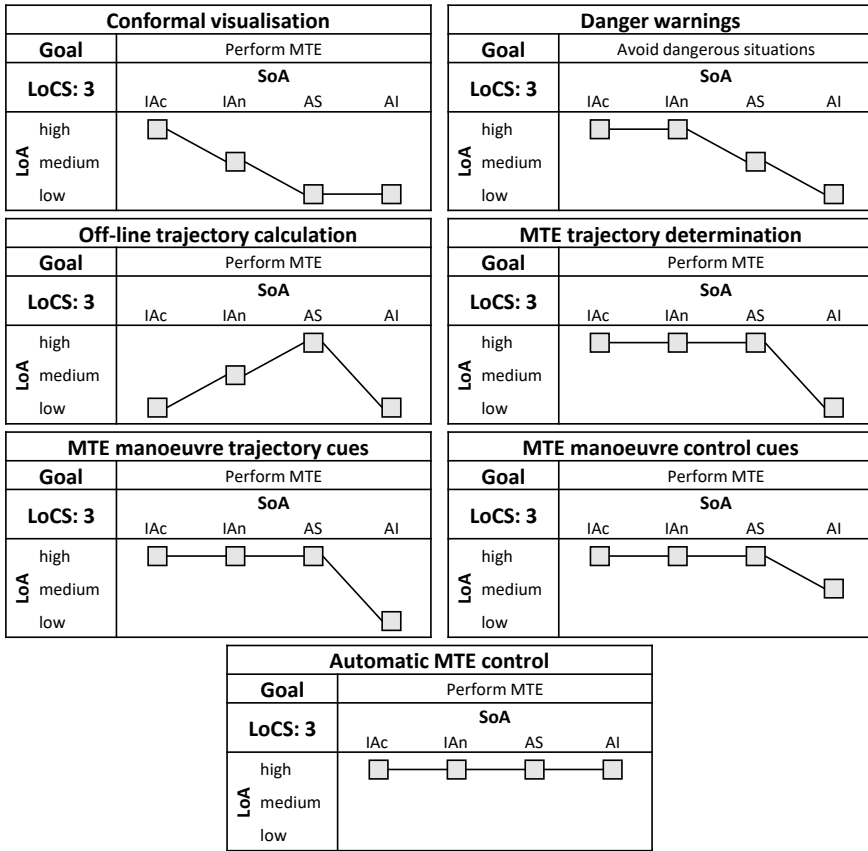 Conformal visualisation
Goal Perform MTE
LoCS: 3 SoA
IAc IAn AS AI
LoA high
medium
low
Danger warnings
Goal Avoid dangerous situations
LoCS: 3 SoA
IAc IAn AS AI
LoA high
medium
low
Off-line trajectory calculation
Goal Perform MTE
LoCS: 3 SoA
IAc IAn AS AI
LoA high
medium
low
MTE trajectory determination
Goal Perform MTE
LoCS: 3 SoA
IAc IAn AS AI
LoA high
medium
low
MTE manoeuvre trajectory cues
Goal Perform MTE
LoCS: 3 SoA
IAc IAn AS AI
LoA high
medium
low
MTE manoeuvre control cues
Goal Perform MTE
LoCS: 3 SoA
IAc IAn AS AI
LoA high
medium
low
Automatic MTE control
Goal Perform MTE
LoCS: 3 SoA
IAc IAn AS AI
LoA high
medium
low